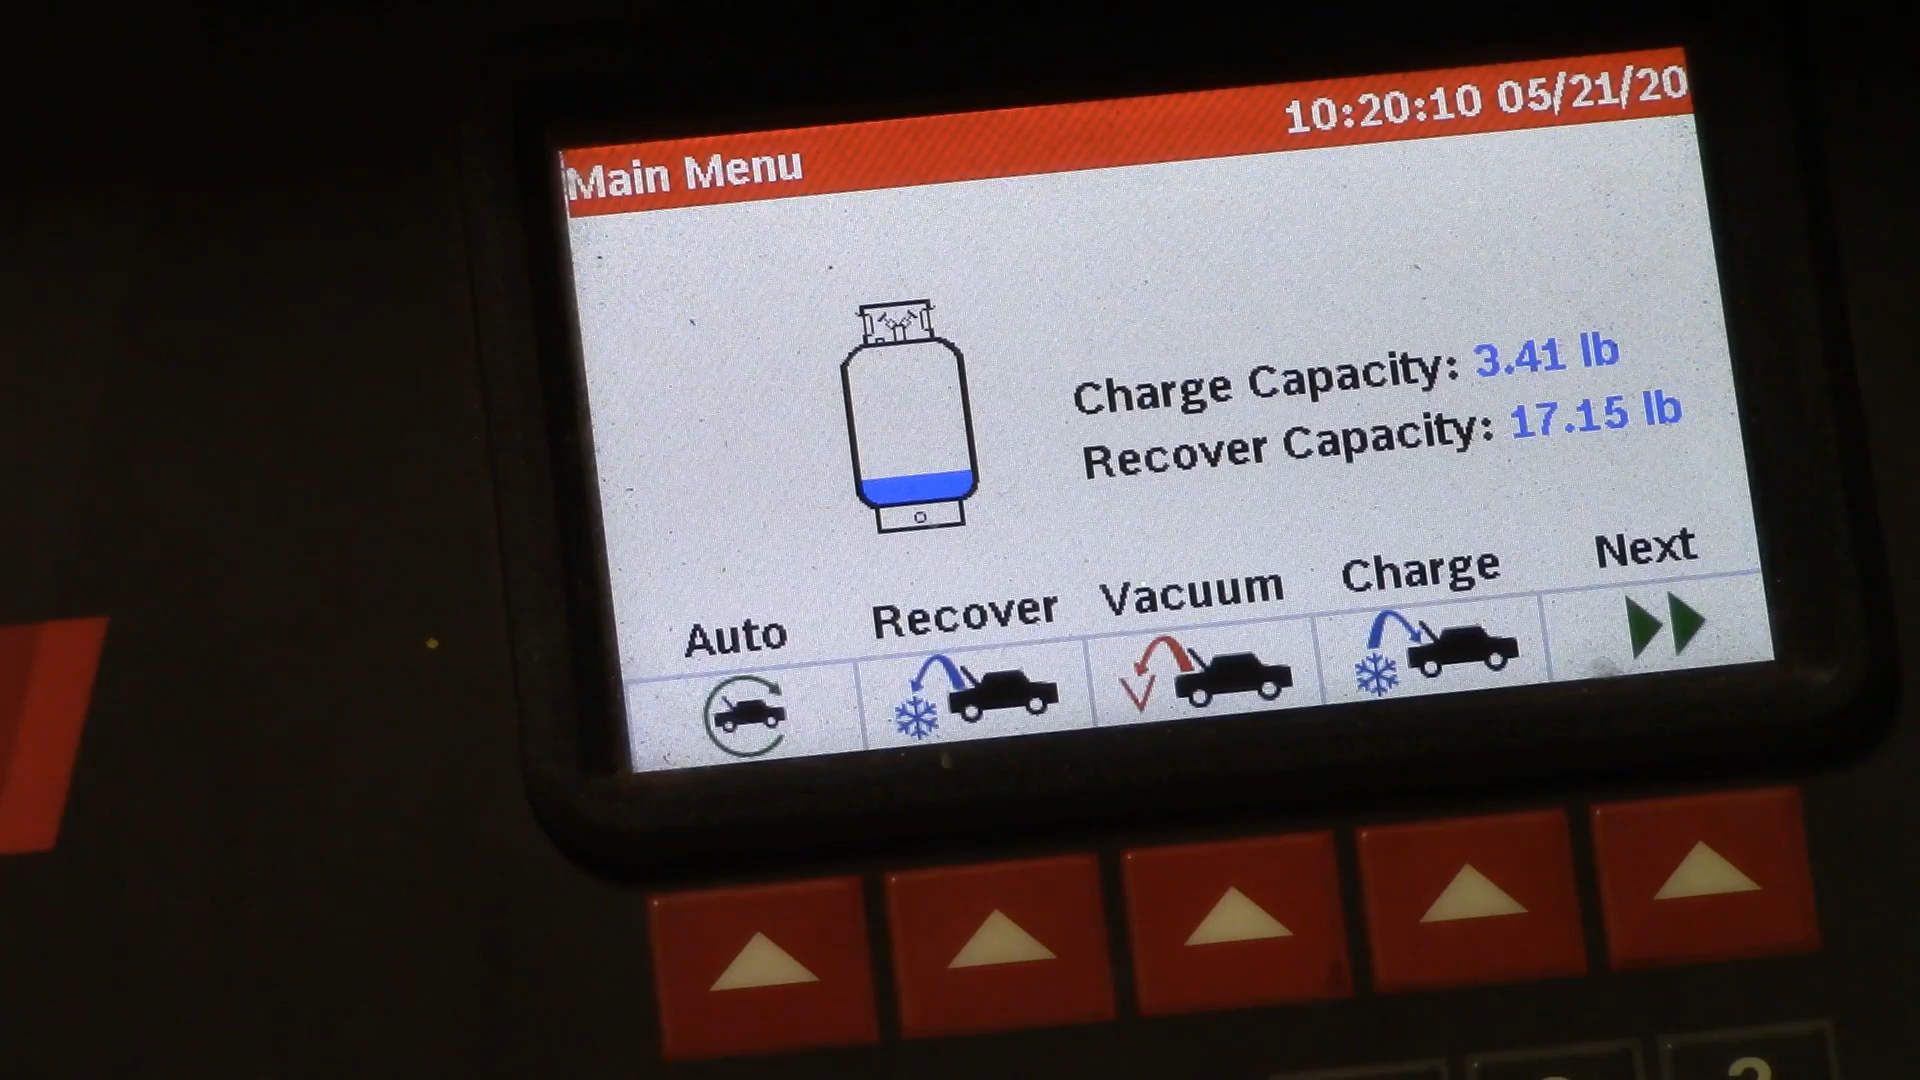 10:20:10 05/21/20
Main Menu
Charge Capacity: 3.41 lb
Recover Capacity: 17.15 lb
Auto
Recover
Vacuum
Charge
Next